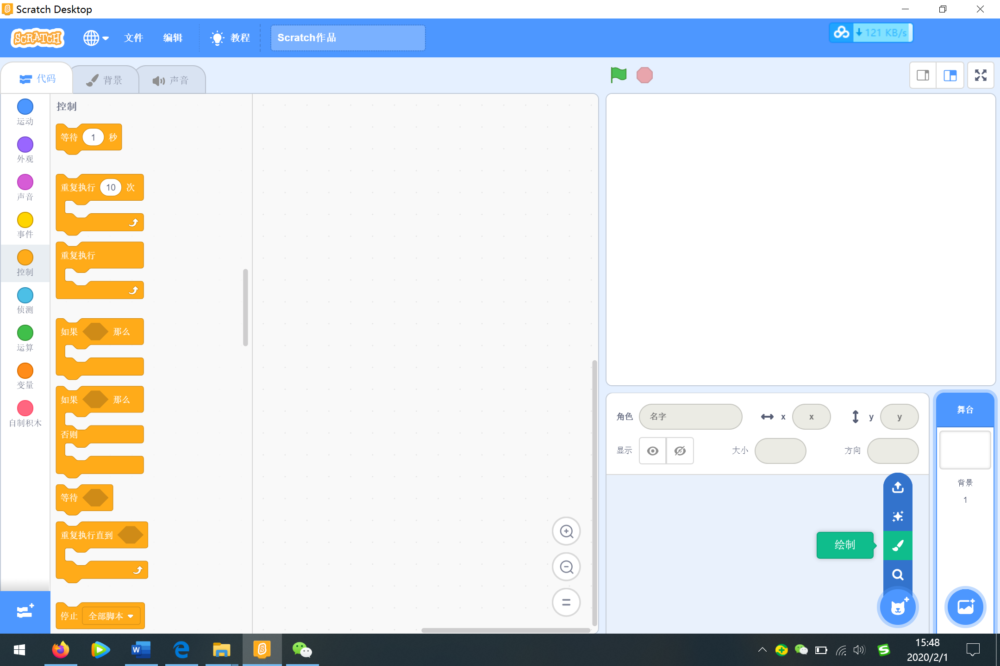 Scratch Desktop
SCRATCH
文件
编辑
教程
Scratch作品
121 KB/s
代码
背景
声音
运动
外观
声音
事件
控制
侦测
运算
变量
自制积木
控制
等待 1 秒
重复执行 10 次
重复执行
如果 那么
如果 那么
否则
等待
重复执行直到
停止 全部脚本
角色 名字 x x y y
显示 大小 方向
绘制
舞台
背景
1
15:48
2020/2/1